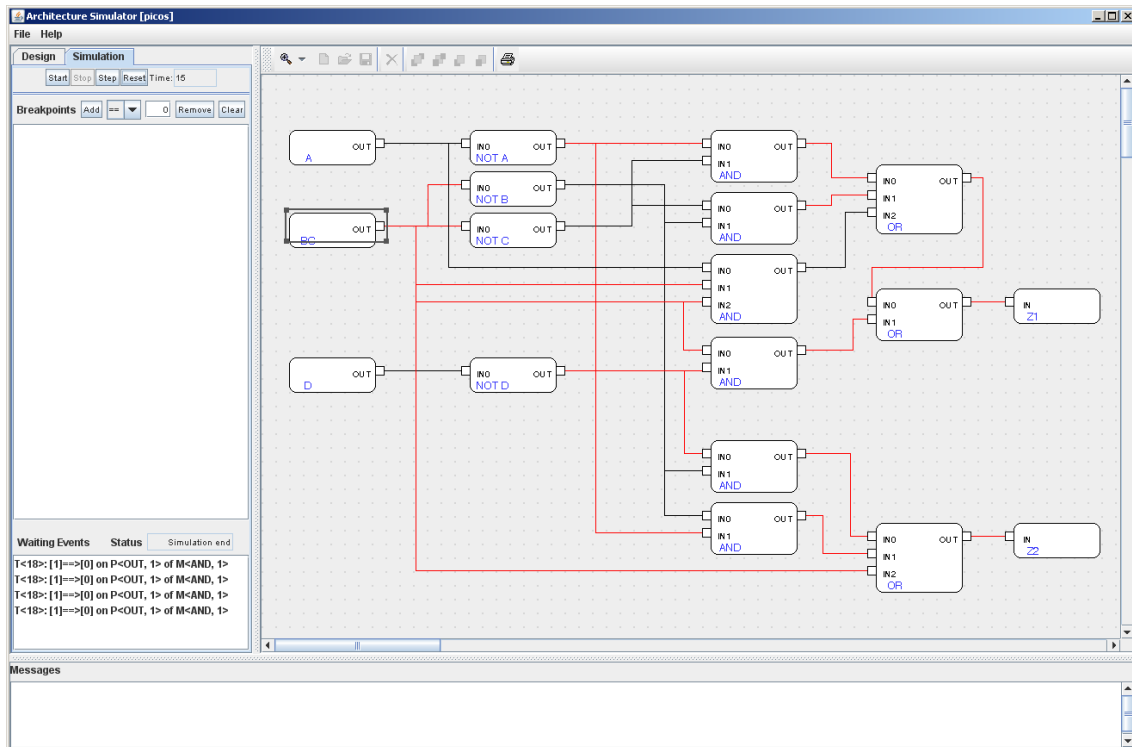 Architecture Simulator [picos]
File Help
Design Simulation
Start Stop Step Reset Time: 15
Breakpoints Add == 0 Remove Clear
Waiting Events Status Simulation end
T<18>: [1]==>[0] on P<OUT, 1> of M<AND, 1>
T<18>: [1]==>[0] on P<OUT, 1> of M<AND, 1>
T<18>: [1]==>[0] on P<OUT, 1> of M<AND, 1>
T<18>: [1]==>[0] on P<OUT, 1> of M<AND, 1>
OUT
A
OUT
BC
OUT
D
IN0 OUT
NOT A
IN0 OUT
NOT B
IN0 OUT
NOT C
IN0 OUT
NOT D
IN0 OUT
IN1
AND
IN0 OUT
IN1
AND
IN0 OUT
IN1
IN2
AND
IN0 OUT
IN1
AND
IN0 OUT
IN1
AND
IN0 OUT
IN1
AND
IN0 OUT
IN1
IN2
OR
IN0 OUT
IN1
OR
IN
Z1
IN0 OUT
IN1
IN2
OR
IN
Z2
Messages